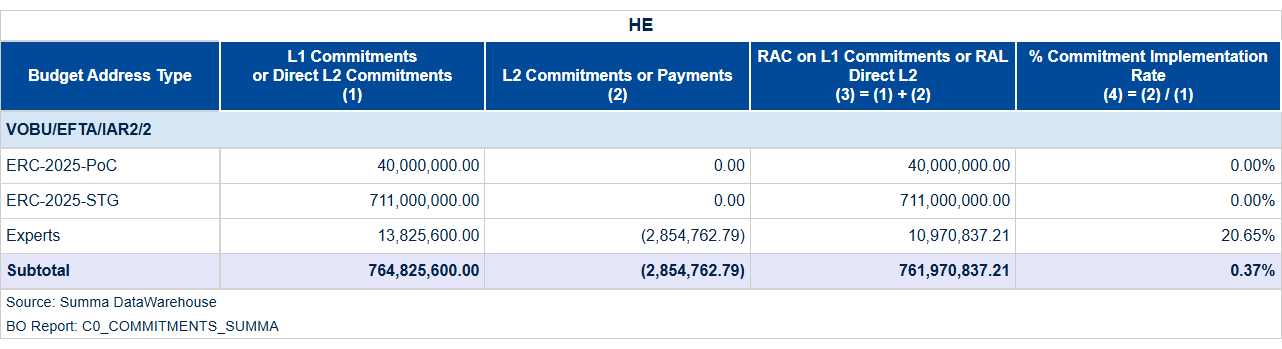 HE
Budget Address Type
L1 Commitments
or Direct L2 Commitments
(1)
L2 Commitments or Payments
(2)
RAC on L1 Commitments or RAL
Direct L2
(3) = (1) + (2)
% Commitment Implementation
Rate
(4) = (2) / (1)
VOBU/EFTA/IAR2/2
ERC-2025-PoC 40,000,000.00 0.00 40,000,000.00 0.00%
ERC-2025-STG 711,000,000.00 0.00 711,000,000.00 0.00%
Experts 13,825,600.00 (2,854,762.79) 10,970,837.21 20.65%
Subtotal 764,825,600.00 (2,854,762.79) 761,970,837.21 0.37%
Source: Summa DataWarehouse
BO Report: C0_COMMITMENTS_SUMMA